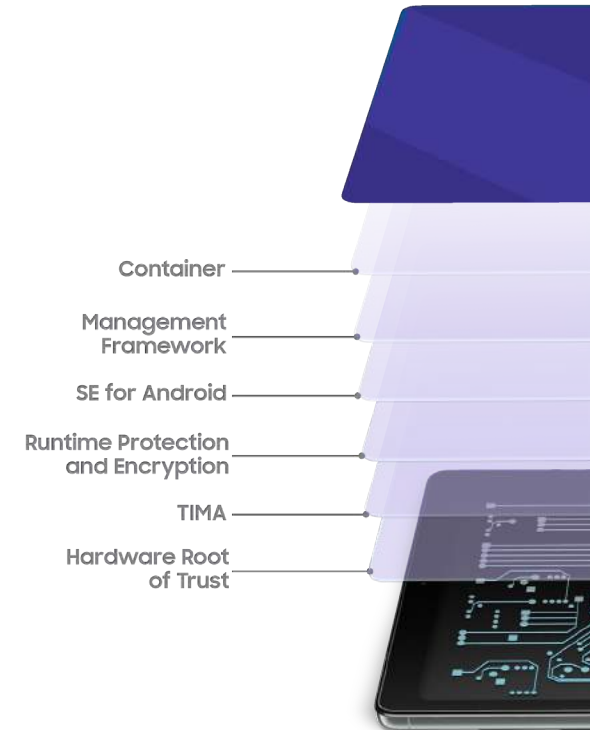 Container
Management
Framework
SE for Android
Runtime Protection
and Encryption
TIMA
Hardware Root
of Trust